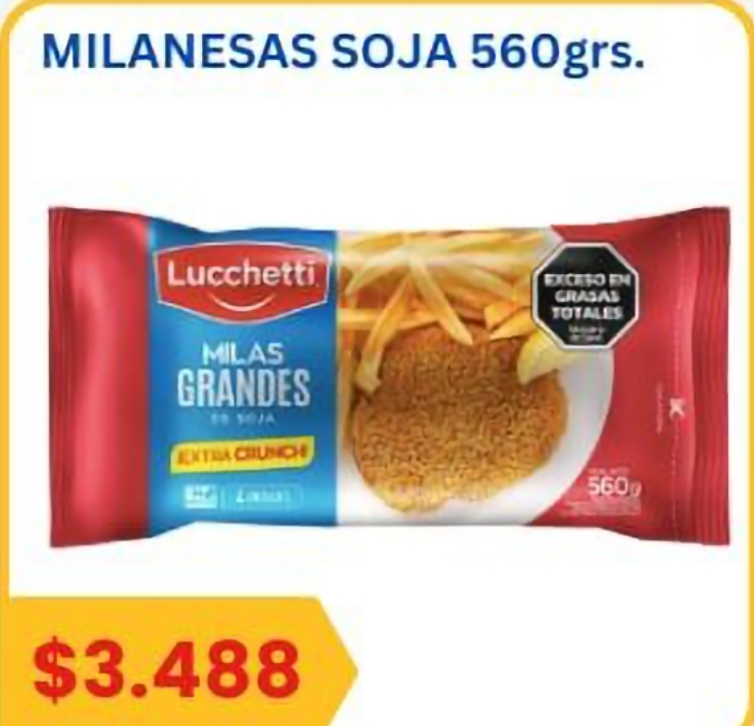 MILANESAS SOJA 560grs.
Lucchetti
MILAS
GRANDES
DE SOJA
EXTRA CRUNCH
EXCESO EN
GRASAS
TOTALES
560g
$3.488